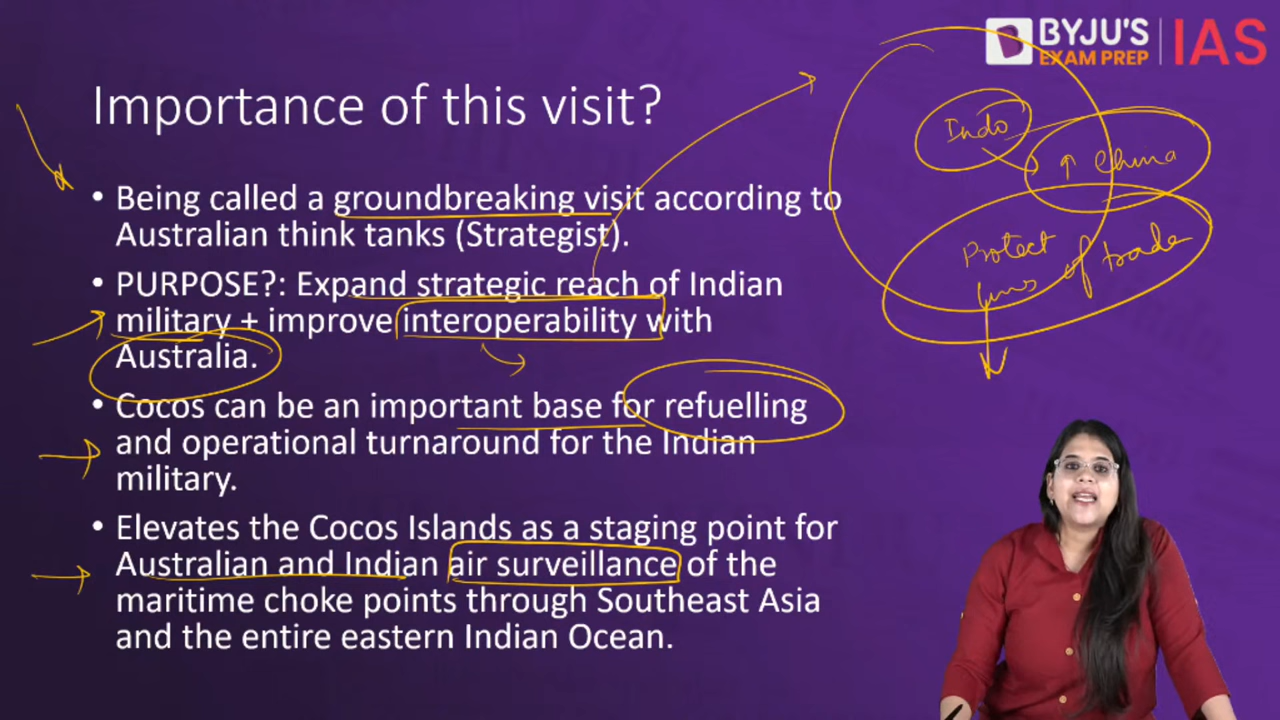 BYJU'S
EXAM PREP
IAS
Importance of this visit?
• Being called a groundbreaking visit according to
Australian think tanks (Strategist).
• PURPOSE?: Expand strategic reach of Indian
military + improve interoperability with
Australia.
• Cocos can be an important base for refuelling
and operational turnaround for the Indian
military.
• Elevates the Cocos Islands as a staging point for
Australian and Indian air surveillance of the
maritime choke points through Southeast Asia
and the entire eastern Indian Ocean.
Indo
↑ China
Protect
of trade